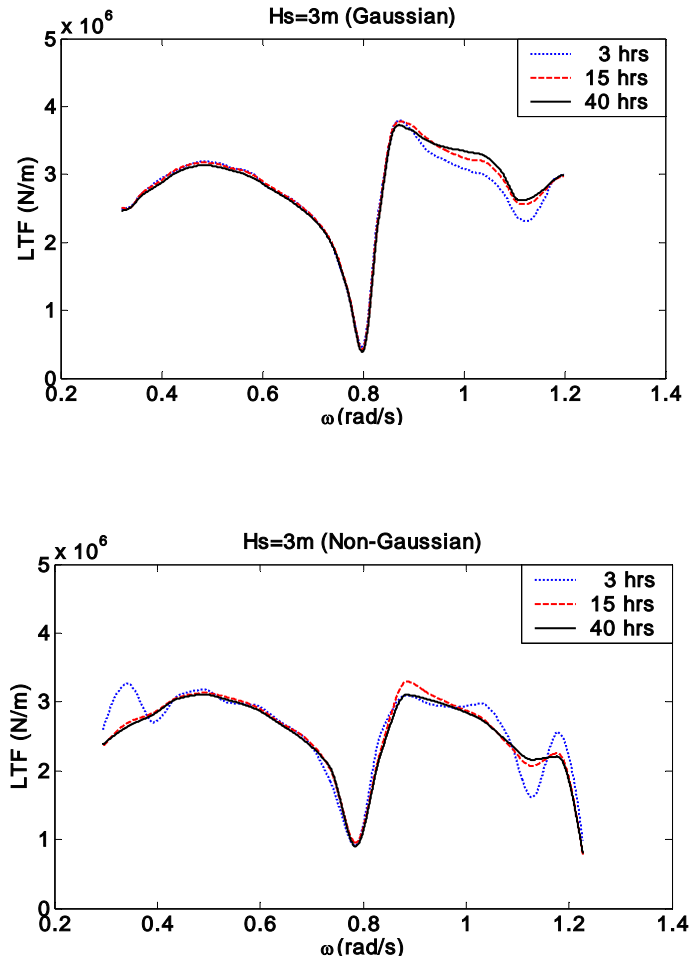 Hs=3m (Gaussian)
x 10^6
3 hrs
15 hrs
40 hrs
5
4
3
2
1
0
LTF (N/m)
0.2 0.4 0.6 0.8 1 1.2 1.4
ω(rad/s)
Hs=3m (Non-Gaussian)
x 10^6
3 hrs
15 hrs
40 hrs
5
4
3
2
1
0
LTF (N/m)
0.2 0.4 0.6 0.8 1 1.2 1.4
ω(rad/s)